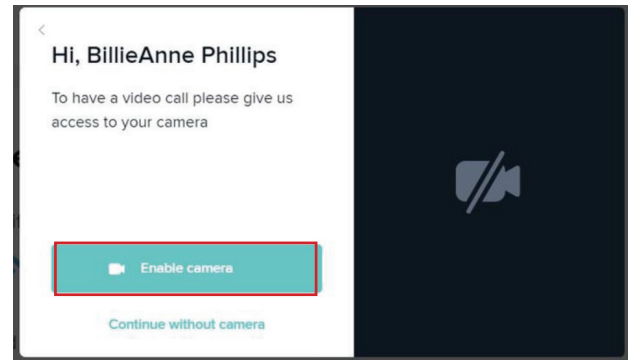 Hi, BillieAnne Phillips
To have a video call please give us
access to your camera
Enable camera
Continue without camera